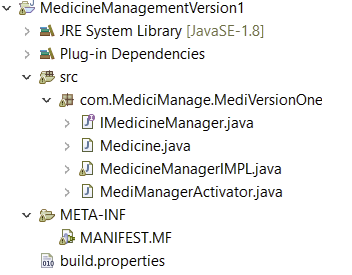 MedicineManagementVersion1
JRE System Library [JavaSE-1.8]
Plug-in Dependencies
src
com.MediciManage.MediVersionOne
IMedicineManager.java
Medicine.java
MedicineManagerIMPL.java
MediManagerActivator.java
META-INF
MANIFEST.MF
build.properties